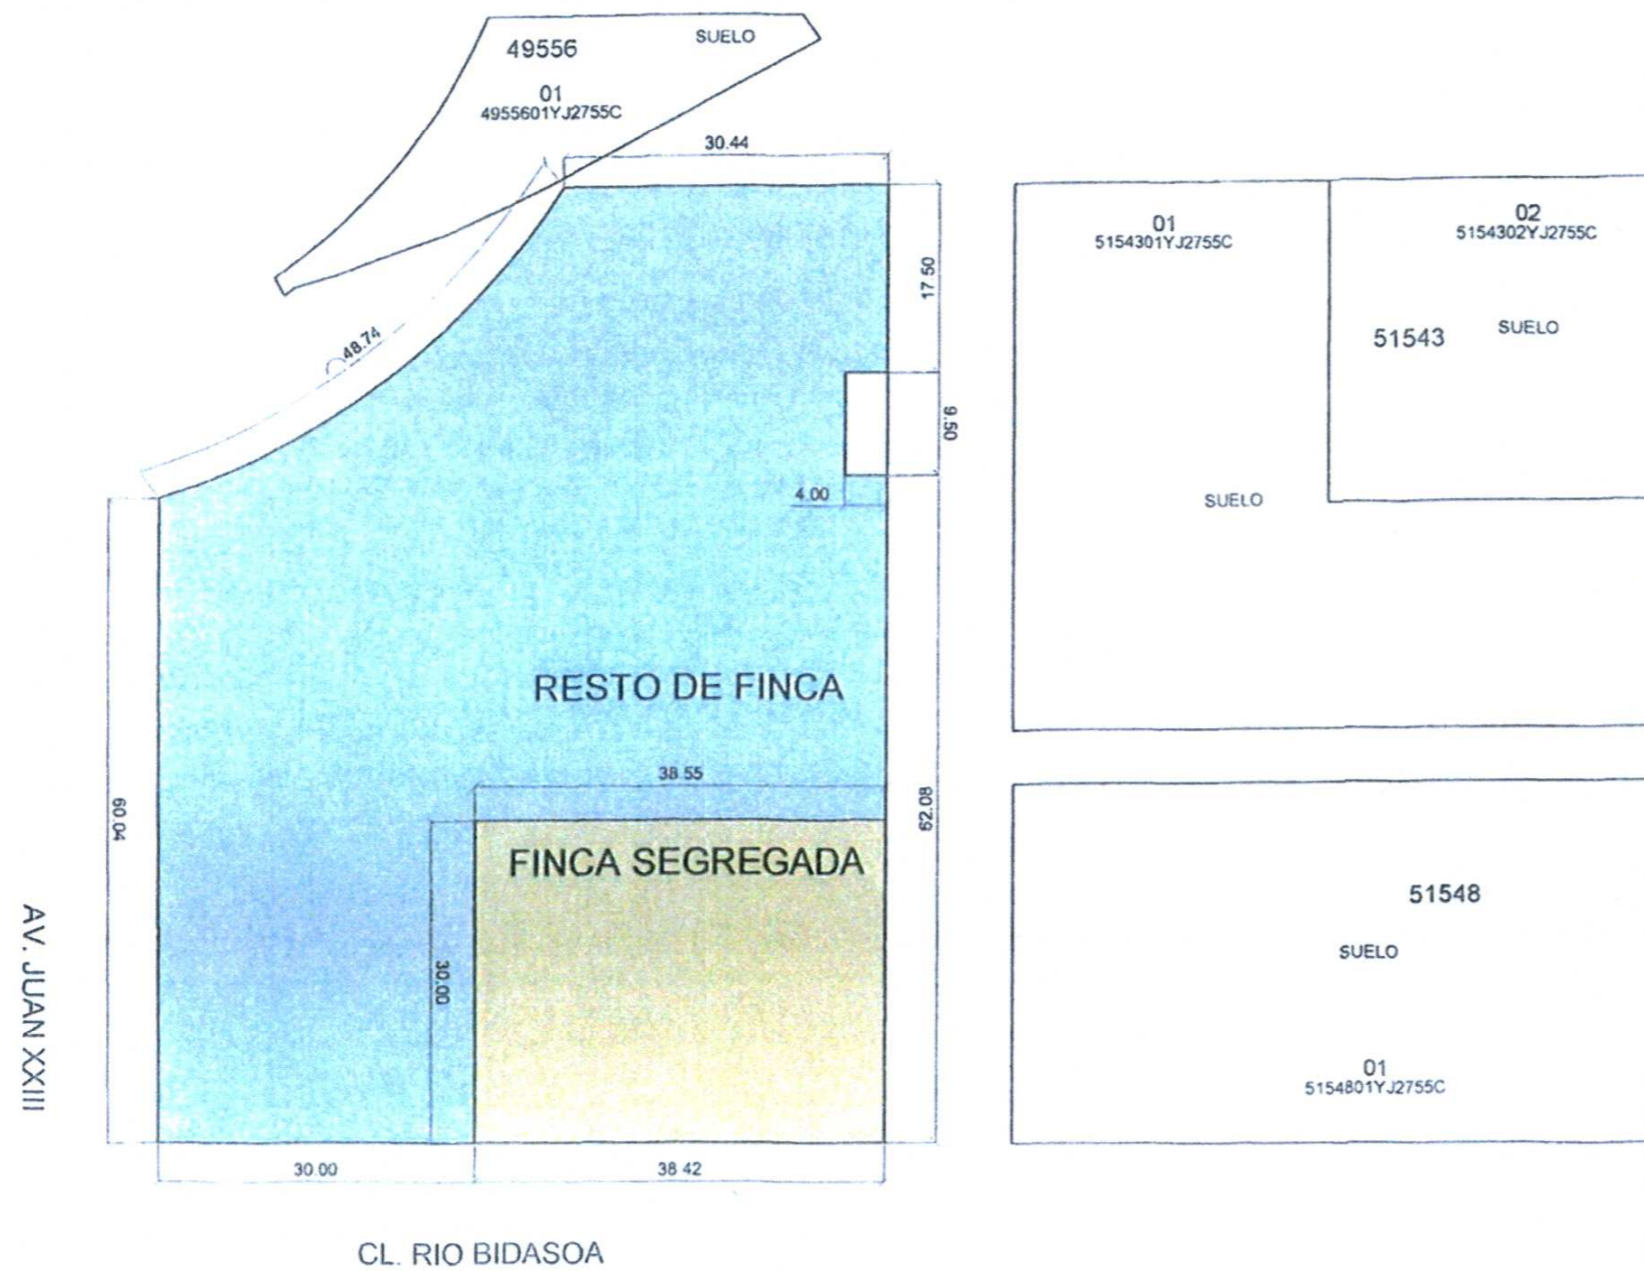 49556
SUELO
01
4955601YJ2755C
30.44
01
5154301YJ2755C
02
5154302YJ2755C
17.50
51543
SUELO
48.74
9.50
4.00
SUELO
RESTO DE FINCA
38.55
60.04
62.08
FINCA SEGREGADA
51548
SUELO
30.00
AV. JUAN XXIII
01
5154801YJ2755C
30.00
38 42
CL. RIO BIDASOA